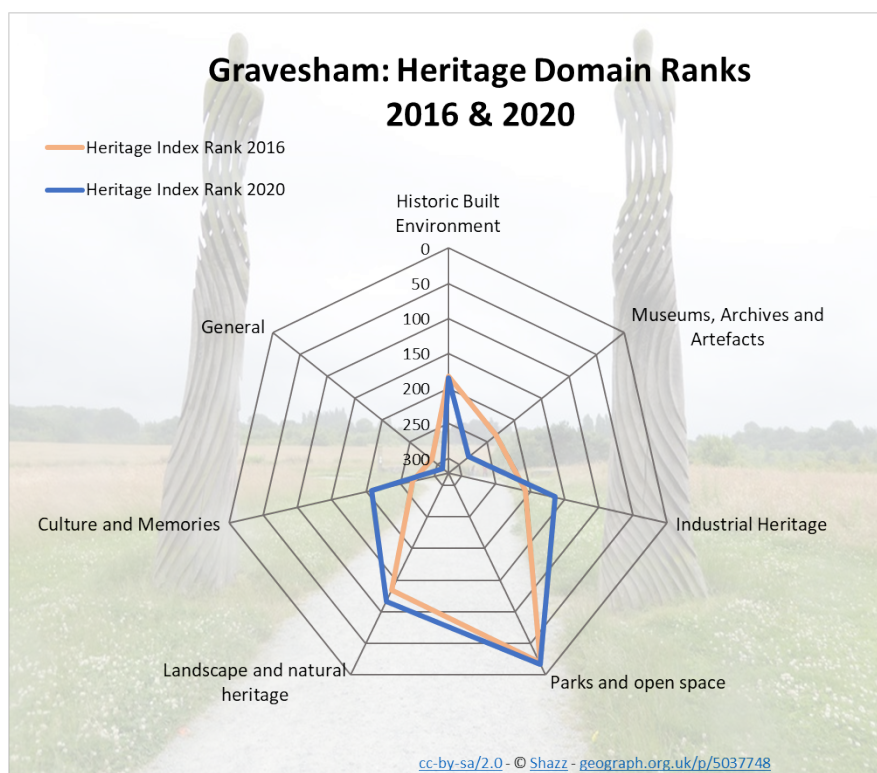 Gravesham: Heritage Domain Ranks
2016 & 2020
Heritage Index Rank 2016
Heritage Index Rank 2020
Historic Built
Environment
0
50
100
150
200
250
300
General
Museums, Archives and
Artefacts
Culture and Memories
Industrial Heritage
Landscape and natural
heritage
Parks and open space
cc-by-sa/2.0 - © Shazz - geograph.org.uk/p/5037748